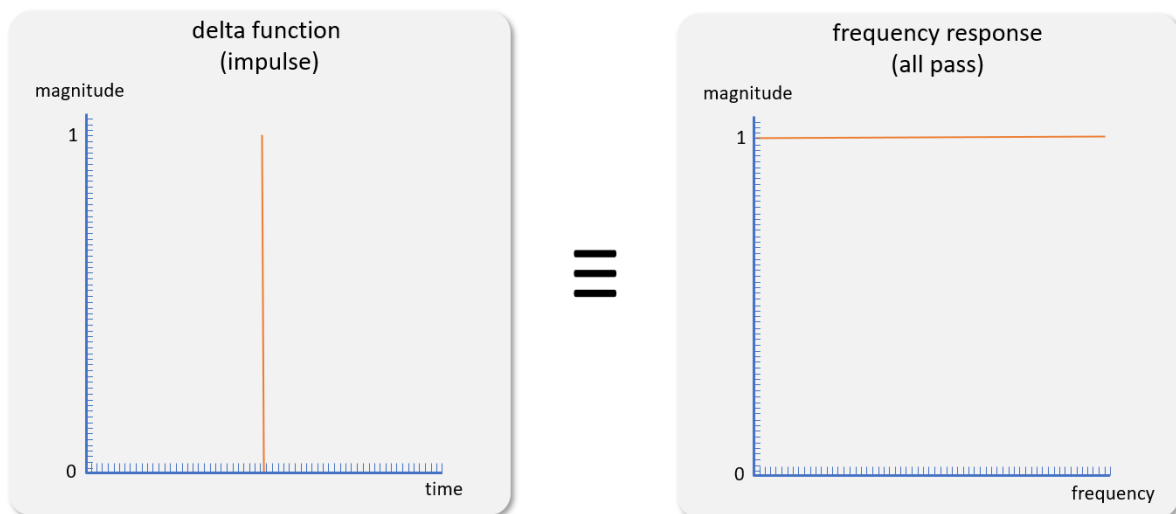 delta function
(impulse)
magnitude
1
0
time
≡
frequency response
(all pass)
magnitude
1
0
frequency